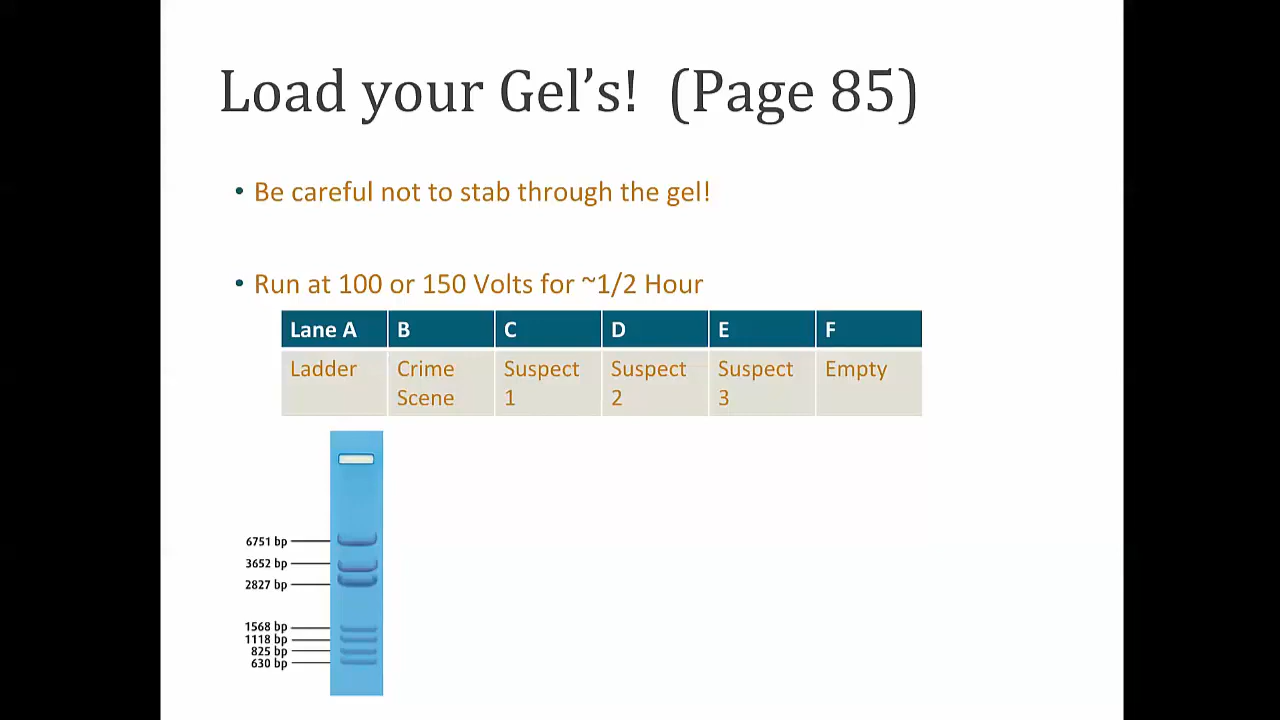 Load your Gel's! (Page 85)
• Be careful not to stab through the gel!
• Run at 100 or 150 Volts for ~1/2 Hour
Lane A B C D E F
Ladder Crime Scene Suspect 1 Suspect 2 Suspect 3 Empty
6751 bp
3652 bp
2827 bp
1568 bp
1118 bp
825 bp
630 bp